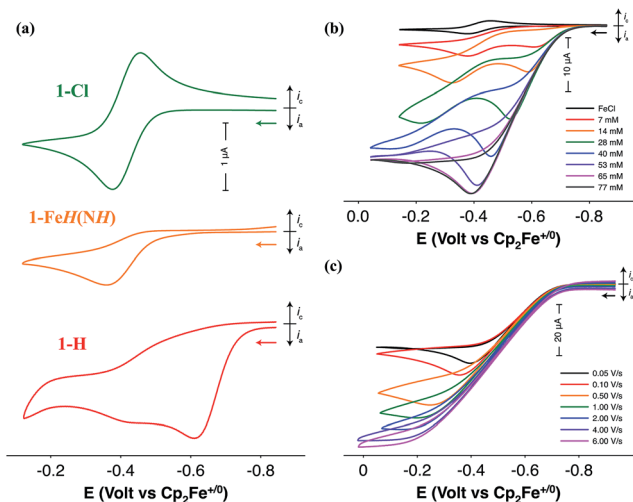 (a)
1-Cl
i_c
i_a
1 μA
1-FeH(NH)
i_c
i_a
1-H
i_c
i_a
-0.2 -0.4 -0.6 -0.8
E (Volt vs Cp₂Fe⁺/⁰)
(b)
i_c
i_a
10 μA
FeCl
7 mM
14 mM
28 mM
40 mM
53 mM
65 mM
77 mM
0.0 -0.2 -0.4 -0.6 -0.8
E (Volt vs Cp₂Fe⁺/⁰)
(c)
i_c
i_a
20 μA
0.05 V/s
0.10 V/s
0.50 V/s
1.00 V/s
2.00 V/s
4.00 V/s
6.00 V/s
0 -0.2 -0.4 -0.6 -0.8
E (Volt vs Cp₂Fe⁺/⁰)